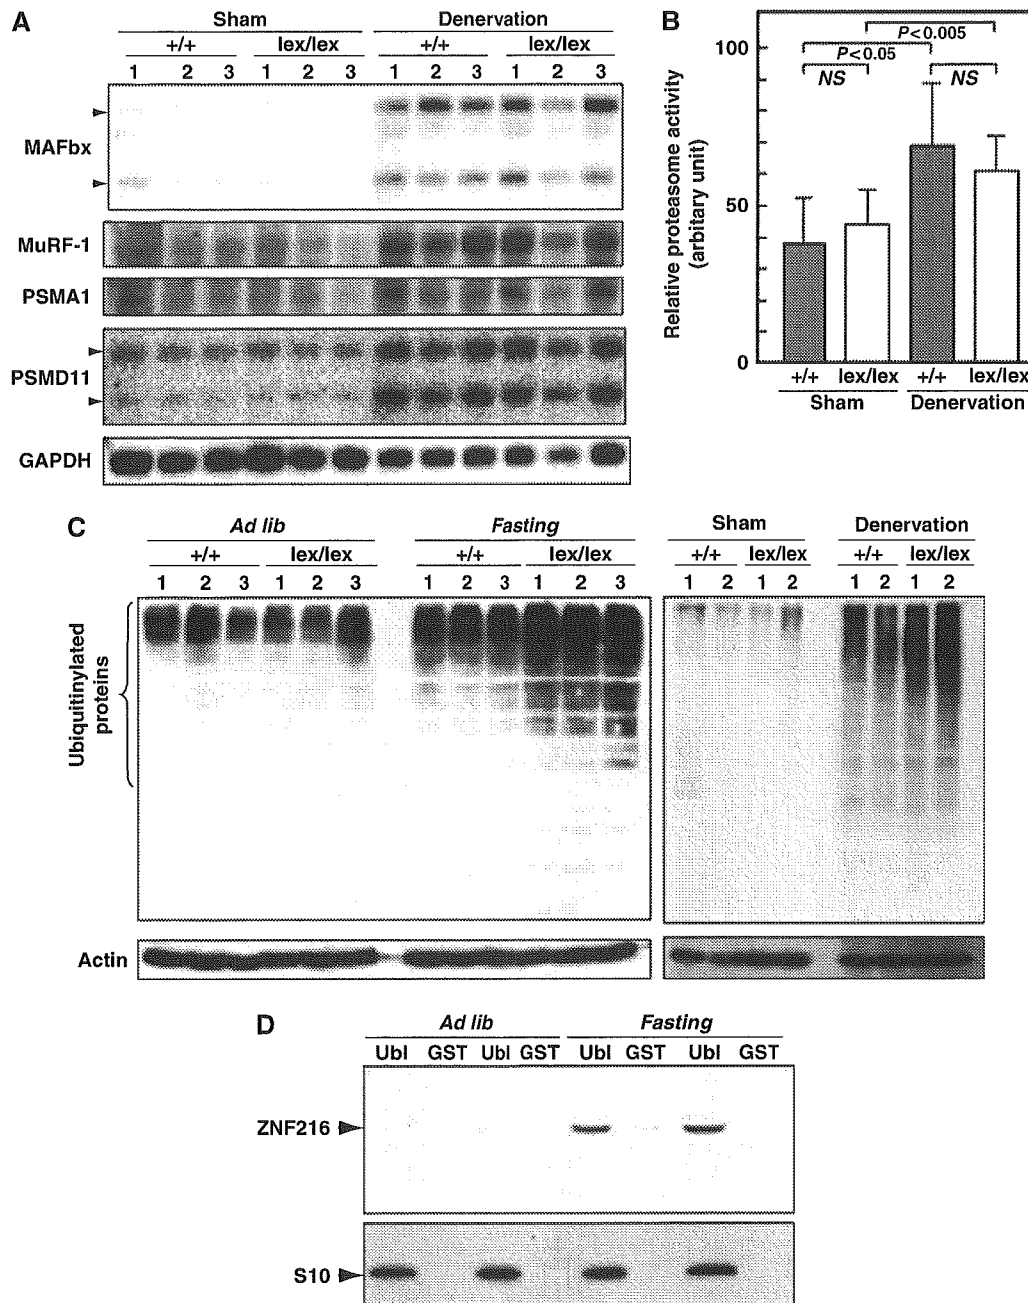 A
Sham Denervation
+/+ lex/lex +/+ lex/lex
1 2 3 1 2 3 1 2 3 1 2 3
MAFbx
MuRF-1
PSMA1
PSMD11
GAPDH
B
Relative proteasome activity
(arbitary unit)
100
50
0
P<0.005
P<0.05
NS NS
+/+ lex/lex +/+ lex/lex
Sham Denervation
C
Ad lib Fasting Sham Denervation
+/+ lex/lex +/+ lex/lex +/+ lex/lex +/+ lex/lex
1 2 3 1 2 3 1 2 3 1 2 3 1 2 1 2 1 2 1 2
Ubiquitinylated
proteins
Actin
D
Ad lib Fasting
Ubl GST Ubl GST Ubl GST Ubl GST
ZNF216
S10